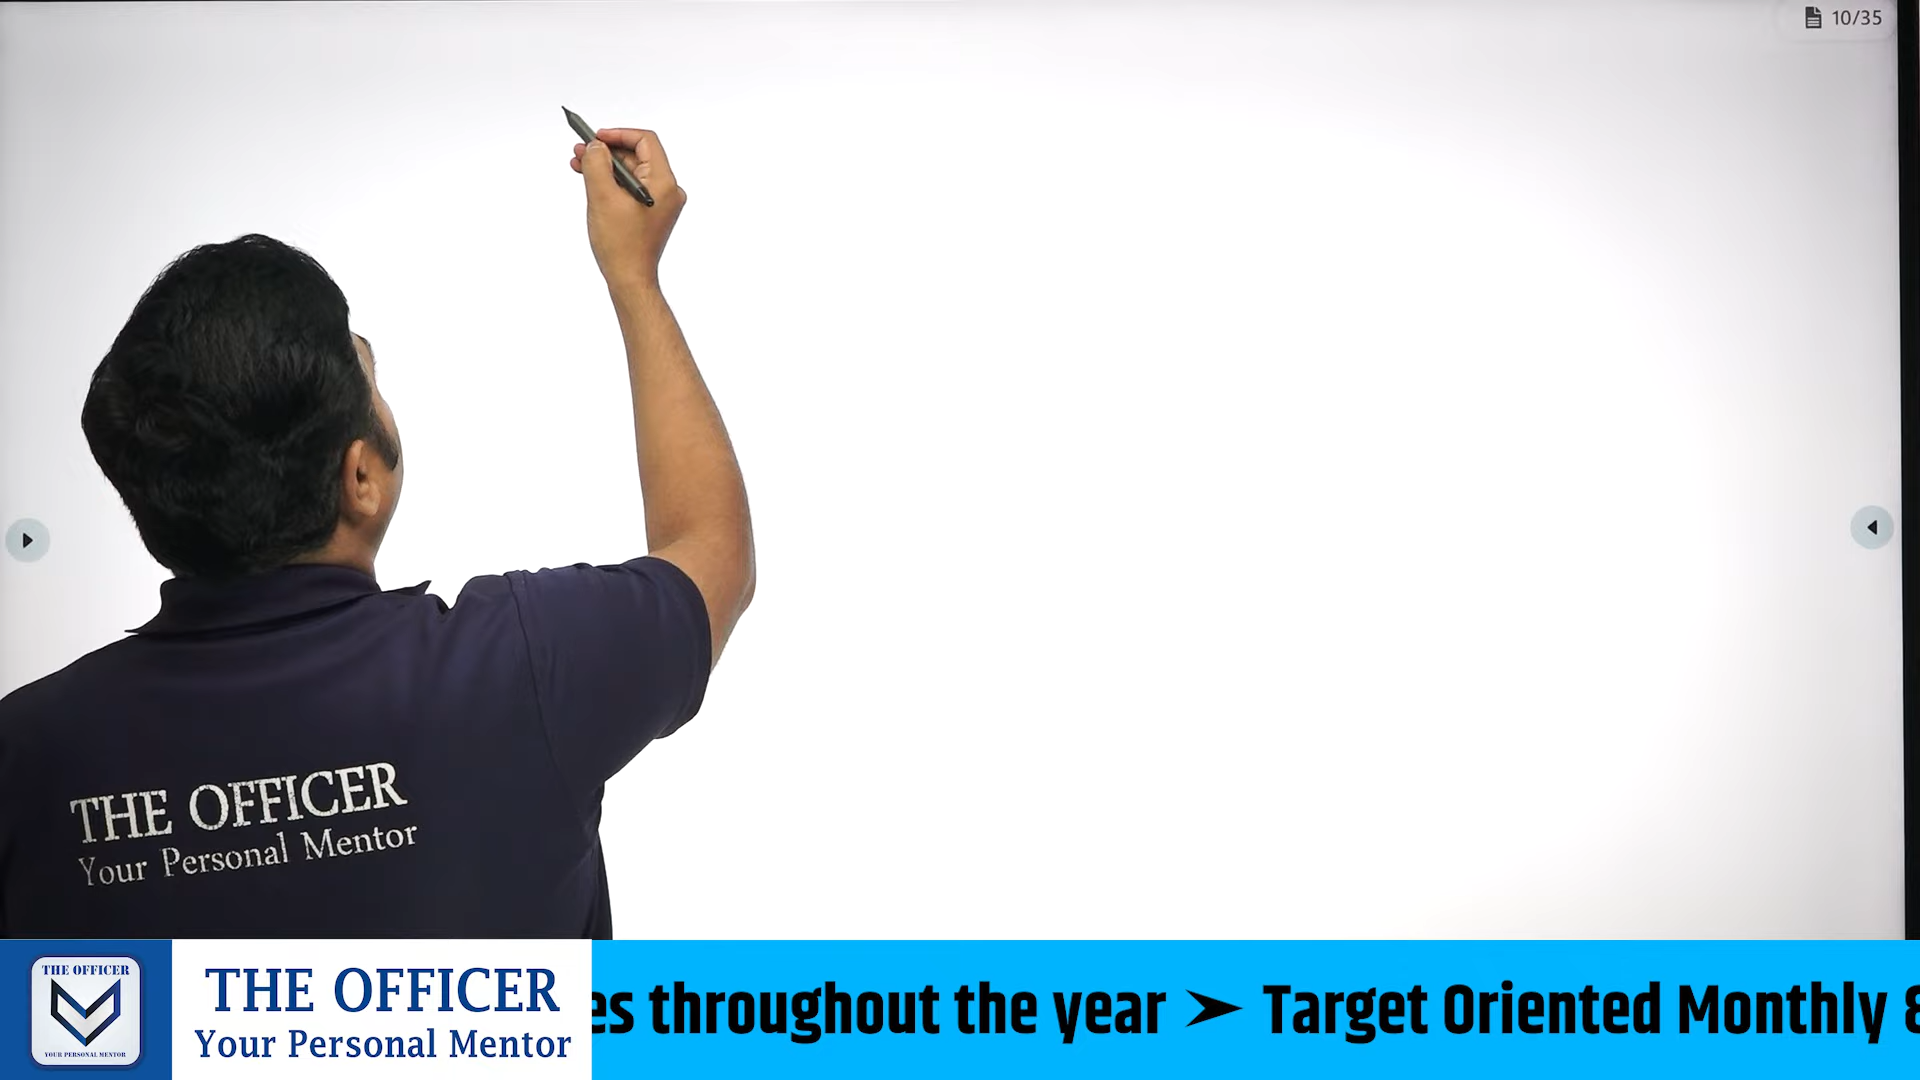 10/35
THE OFFICER
Your Personal Mentor
THE OFFICER
YOUR PERSONAL MENTOR
THE OFFICER
Your Personal Mentor
es throughout the year ➤ Target Oriented Monthly &